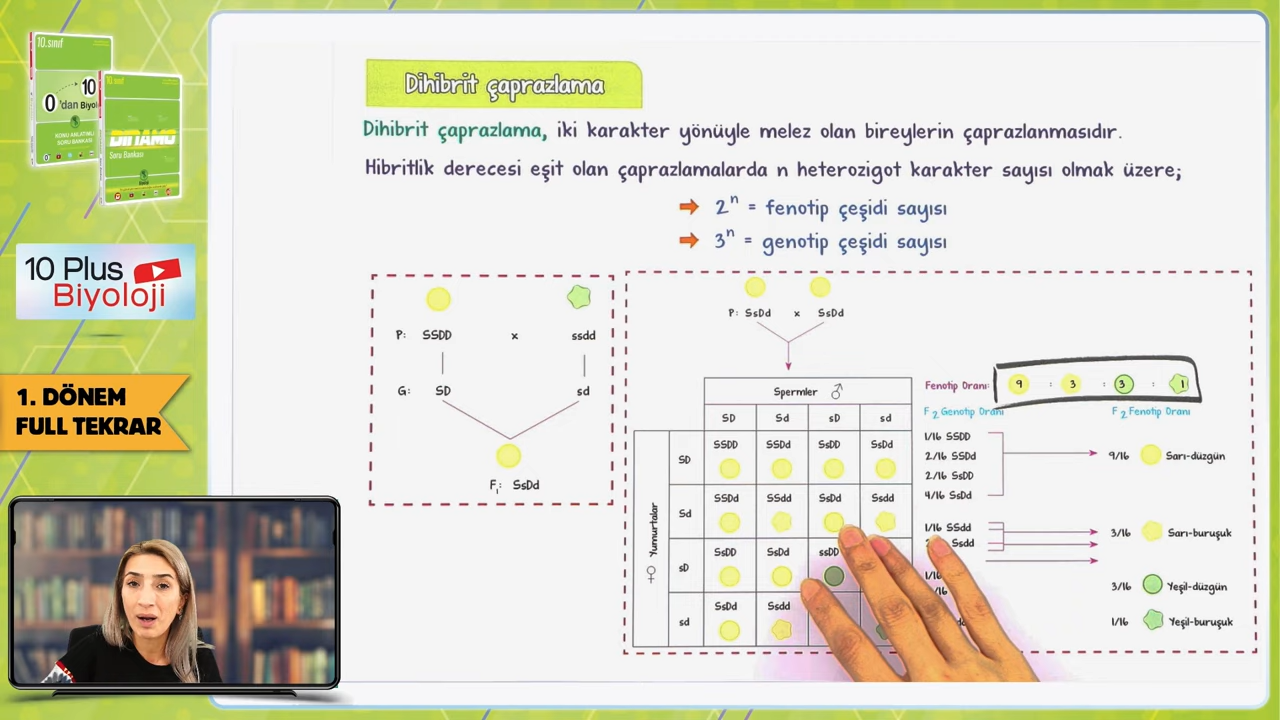 10.sınıf
0 'dan 10
KONU ANLATIMLI
SORU BANKASI
10.sınıf
DİNAMO
Soru Bankası
10 Plus
Biyoloji
1. DÖNEM
FULL TEKRAR
Dihibrit çaprazlama
Dihibrit çaprazlama, iki karakter yönüyle melez olan bireylerin çaprazlanmasıdır.
Hibritlik derecesi eşit olan çaprazlamalarda n heterozigot karakter sayısı olmak üzere;
2ⁿ = fenotip çeşidi sayısı
3ⁿ = genotip çeşidi sayısı
P: SSDD x ssdd
G: SD sd
F₁: SsDd
P: SsDd x SsDd
Spermler ♂
SD Sd sD sd
Yumurtalar ♀
SD SSDD SSDd SsDD SsDd
Sd SSDd SSdd SsDd Ssdd
sD SsDD SsDd ssDD
sd SsDd Ssdd
Fenotip Oranı: 9 : 3 : 3 : 1
F₂ Genotip Oranı F₂ Fenotip Oranı
1/16 SSDD
2/16 SSDd
2/16 SsDD
4/16 SsDd
9/16 Sarı-düzgün
1/16 SSdd
Ssdd
3/16 Sarı-buruşuk
3/16 Yeşil-düzgün
1/16 Yeşil-buruşuk